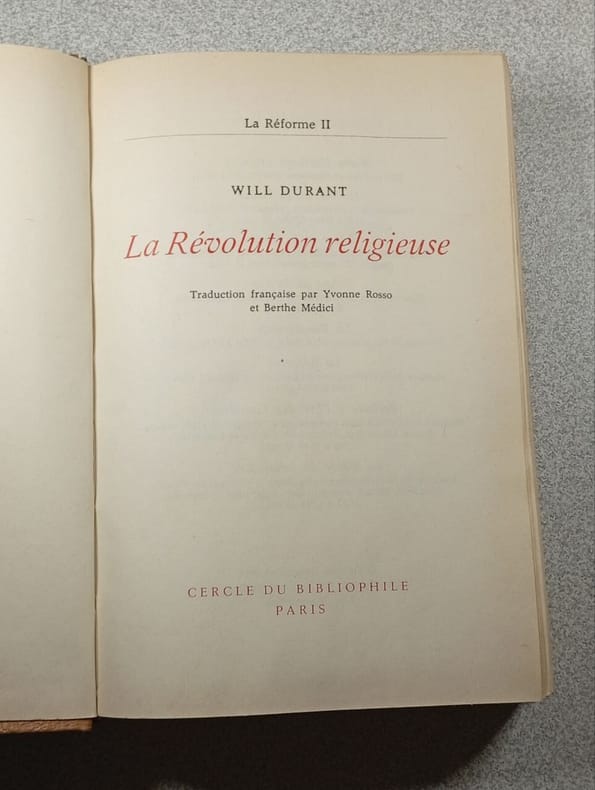 La Réforme II
WILL DURANT
La Révolution religieuse
Traduction française par Yvonne Rosso
et Berthe Médici
CERCLE DU BIBLIOPHILE
PARIS